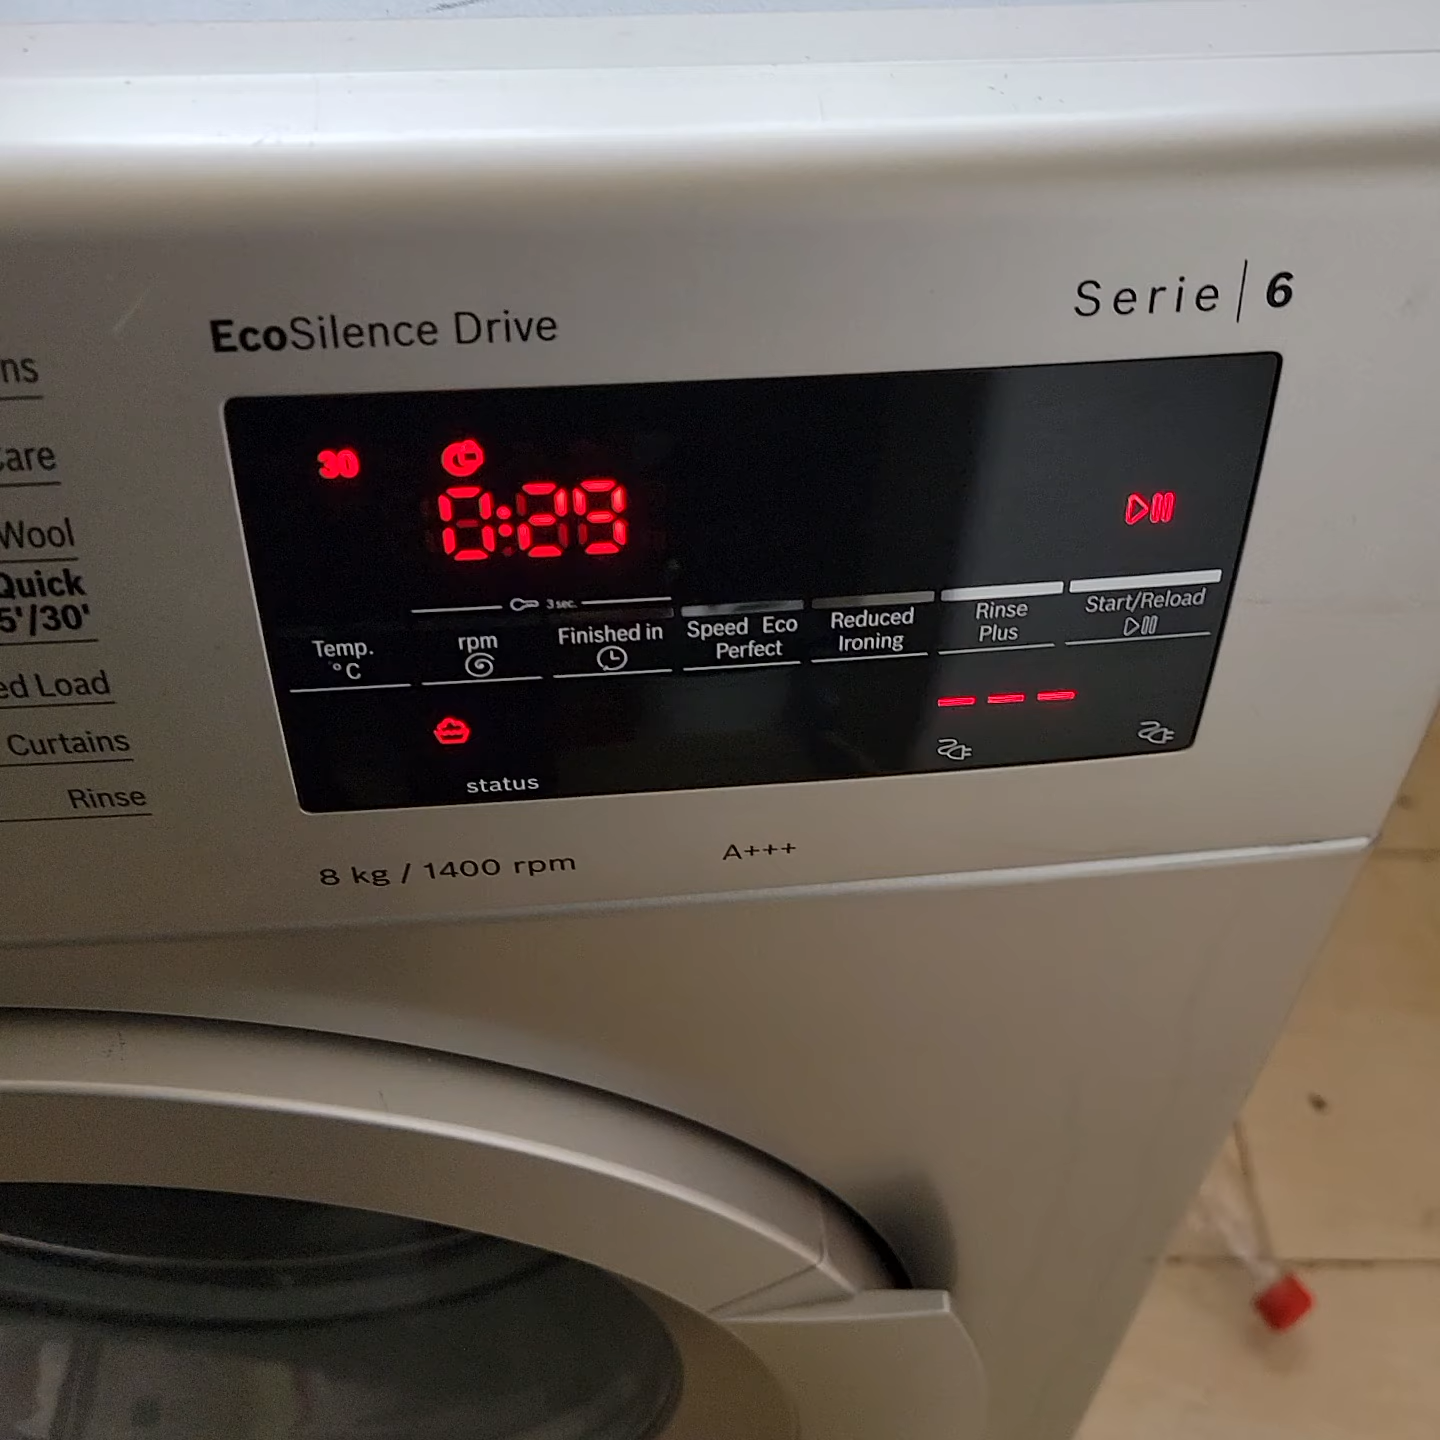 Serie | 6
EcoSilence Drive
ns
are
Wool
Quick
5'/30'
ed Load
Curtains
Rinse
30
0:29
3 sec.
Temp.
°C
rpm
Finished in
Speed Eco
Perfect
Reduced
Ironing
Rinse
Plus
Start/Reload
status
8 kg / 1400 rpm
A+++